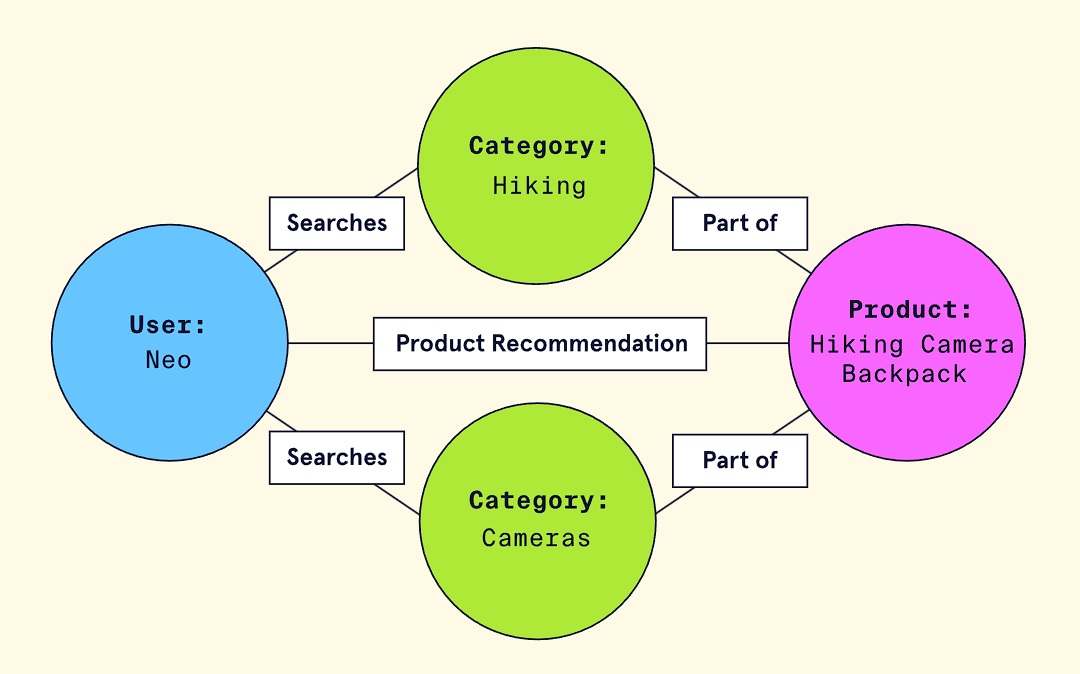 Category:
Hiking
Searches
Part of
User:
Neo
Product Recommendation
Product:
Hiking Camera
Backpack
Searches
Part of
Category:
Cameras